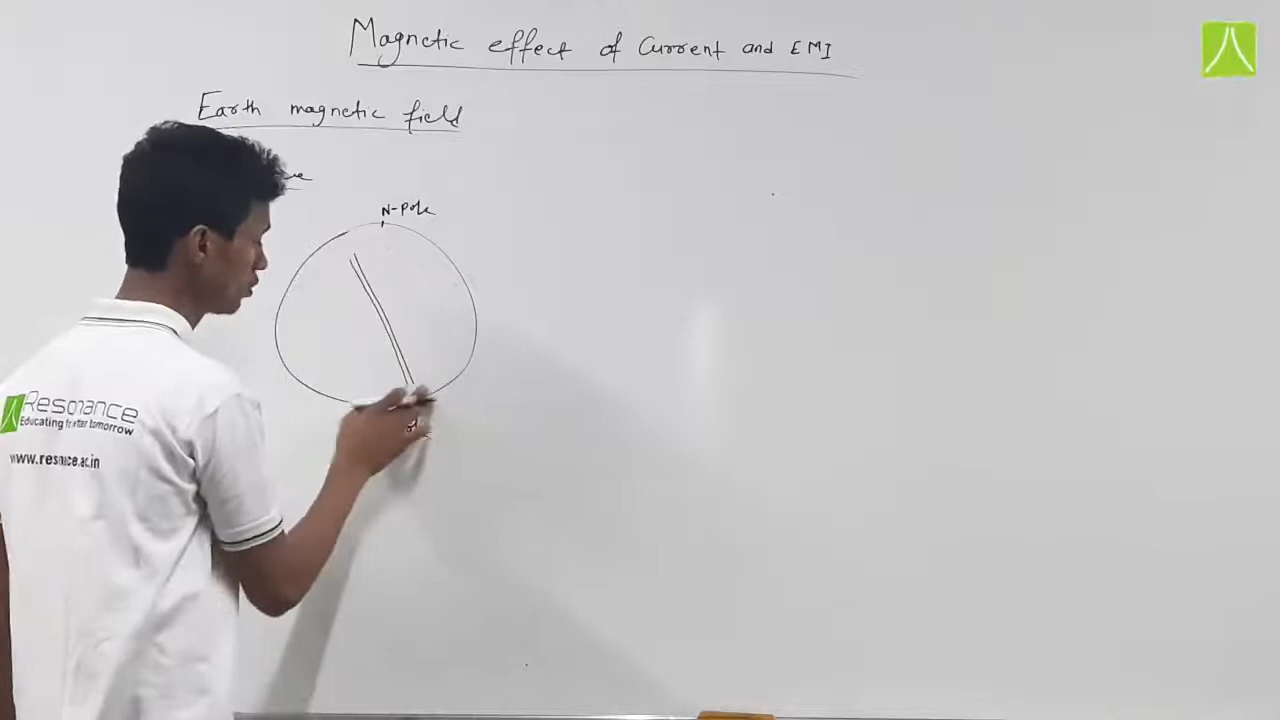 Magnetic effect of Current and EMI
Earth magnetic field
N-Pole
Resonance
Educating for better tomorrow
www.resonance.ac.in